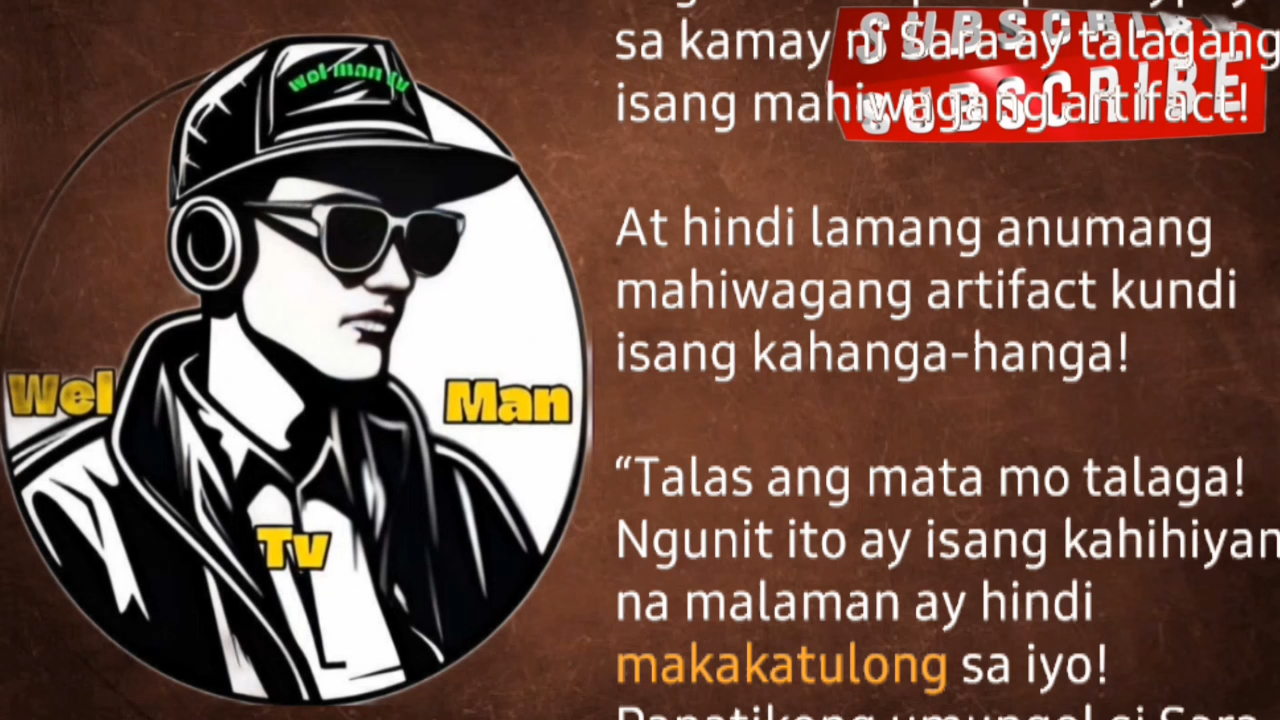 wel man tv
Wel
Man
Tv
SUBSCRIBE
SUBSCRIBE
sa kamay ni Sara ay talagang
isang mahiwagang artifact!
At hindi lamang anumang
mahiwagang artifact kundi
isang kahanga-hanga!
“Talas ang mata mo talaga!
Ngunit ito ay isang kahihiyan
na malaman ay hindi
makakatulong sa iyo!